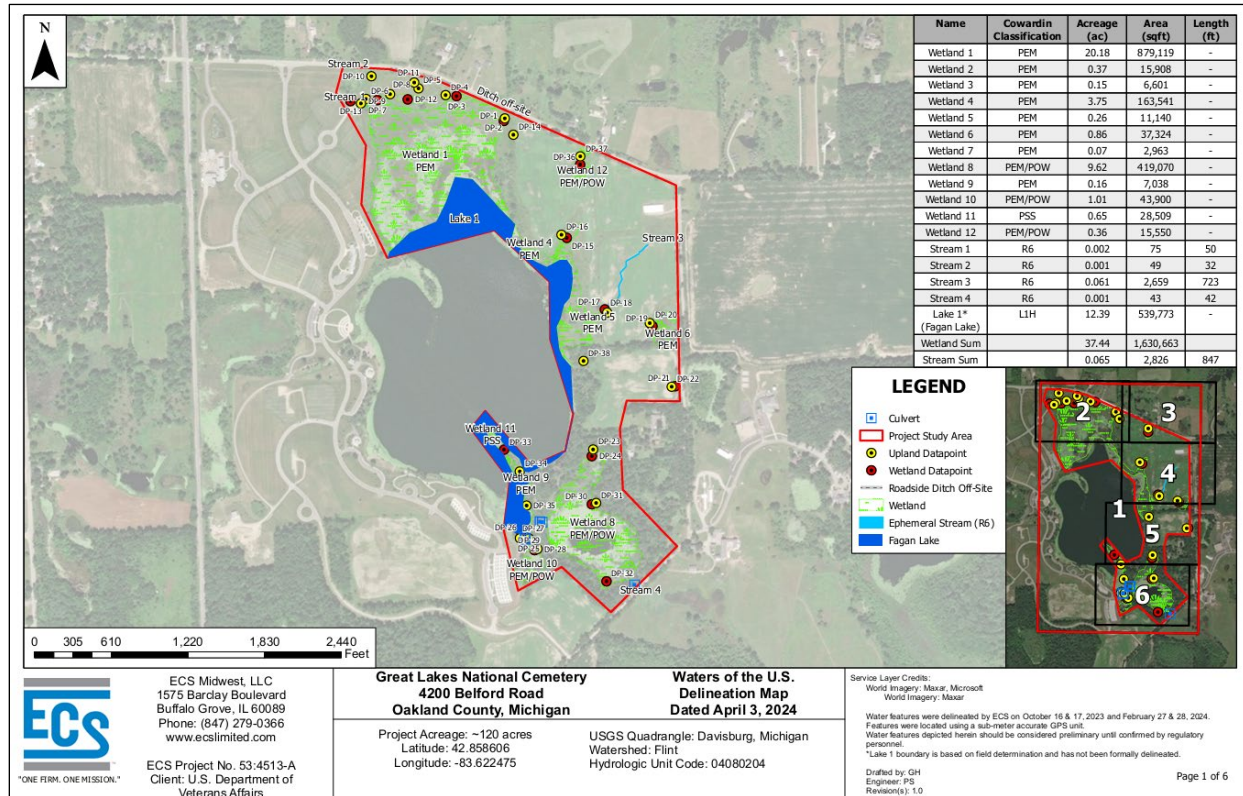 N
Stream 2
DP-10
DP-11
DP-5
DP-8
DP-6
DP-4
Stream 1
DP-9
DP-12
DP-3
DP-13
DP-7
Ditch off-site
DP-1
DP-2
DP-14
Wetland 1
PEM
DP-37
DP-36
Wetland 12
PEM/POW
Lake 1
Wetland 4
PEM
DP-16
DP-15
Stream 3
DP-17
DP-18
Wetland 5
PEM
DP-19
DP-20
Wetland 6
PEM
DP-38
DP-21
DP-22
Wetland 11
PSS
DP-33
DP-23
DP-24
DP-34
Wetland 9
PEM
DP-30
DP-31
DP-35
Wetland 8
PEM/POW
DP-26
DP-27
DP-29
DP-25
DP-28
Wetland 10
PEM/POW
DP-32
Stream 4
0 305 610 1,220 1,830 2,440
Feet
Name Cowardin Classification Acreage (ac) Area (sqft) Length (ft)
Wetland 1 PEM 20.18 879,119 -
Wetland 2 PEM 0.37 15,908 -
Wetland 3 PEM 0.15 6,601 -
Wetland 4 PEM 3.75 163,541 -
Wetland 5 PEM 0.26 11,140 -
Wetland 6 PEM 0.86 37,324 -
Wetland 7 PEM 0.07 2,963 -
Wetland 8 PEM/POW 9.62 419,070 -
Wetland 9 PEM 0.16 7,038 -
Wetland 10 PEM/POW 1.01 43,900 -
Wetland 11 PSS 0.65 28,509 -
Wetland 12 PEM/POW 0.36 15,550 -
Stream 1 R6 0.002 75 50
Stream 2 R6 0.001 49 32
Stream 3 R6 0.061 2,659 723
Stream 4 R6 0.001 43 42
Lake 1* (Fagan Lake) L1H 12.39 539,773 -
Wetland Sum 37.44 1,630,663
Stream Sum 0.065 2,826 847
LEGEND
Culvert
Project Study Area
Upland Datapoint
Wetland Datapoint
Roadside Ditch Off-Site
Wetland
Ephemeral Stream (R6)
Fagan Lake
2
3
4
1
5
6
ECS
"ONE FIRM. ONE MISSION."
ECS Midwest, LLC
1575 Barclay Boulevard
Buffalo Grove, IL 60089
Phone: (847) 279-0366
www.ecslimited.com
ECS Project No. 53:4513-A
Client: U.S. Department of
Veterans Affairs
Great Lakes National Cemetery
4200 Belford Road
Oakland County, Michigan
Waters of the U.S.
Delineation Map
Dated April 3, 2024
Project Acreage: ~120 acres
Latitude: 42.858606
Longitude: -83.622475
USGS Quadrangle: Davisburg, Michigan
Watershed: Flint
Hydrologic Unit Code: 04080204
Service Layer Credits:
World Imagery: Maxar, Microsoft
World Imagery: Maxar
Water features were delineated by ECS on October 16 & 17, 2023 and February 27 & 28, 2024.
Features were located using a sub-meter accurate GPS unit.
Water features depicted herein should be considered preliminary until confirmed by regulatory
personnel.
*Lake 1 boundary is based on field determination and has not been formally delineated.
Drafted by: GH
Engineer: PS
Revision(s): 1.0
Page 1 of 6